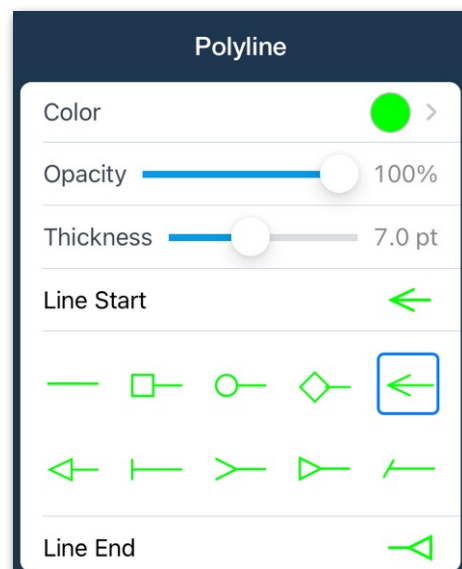 Polyline
Color
Opacity 100%
Thickness 7.0 pt
Line Start
Line End